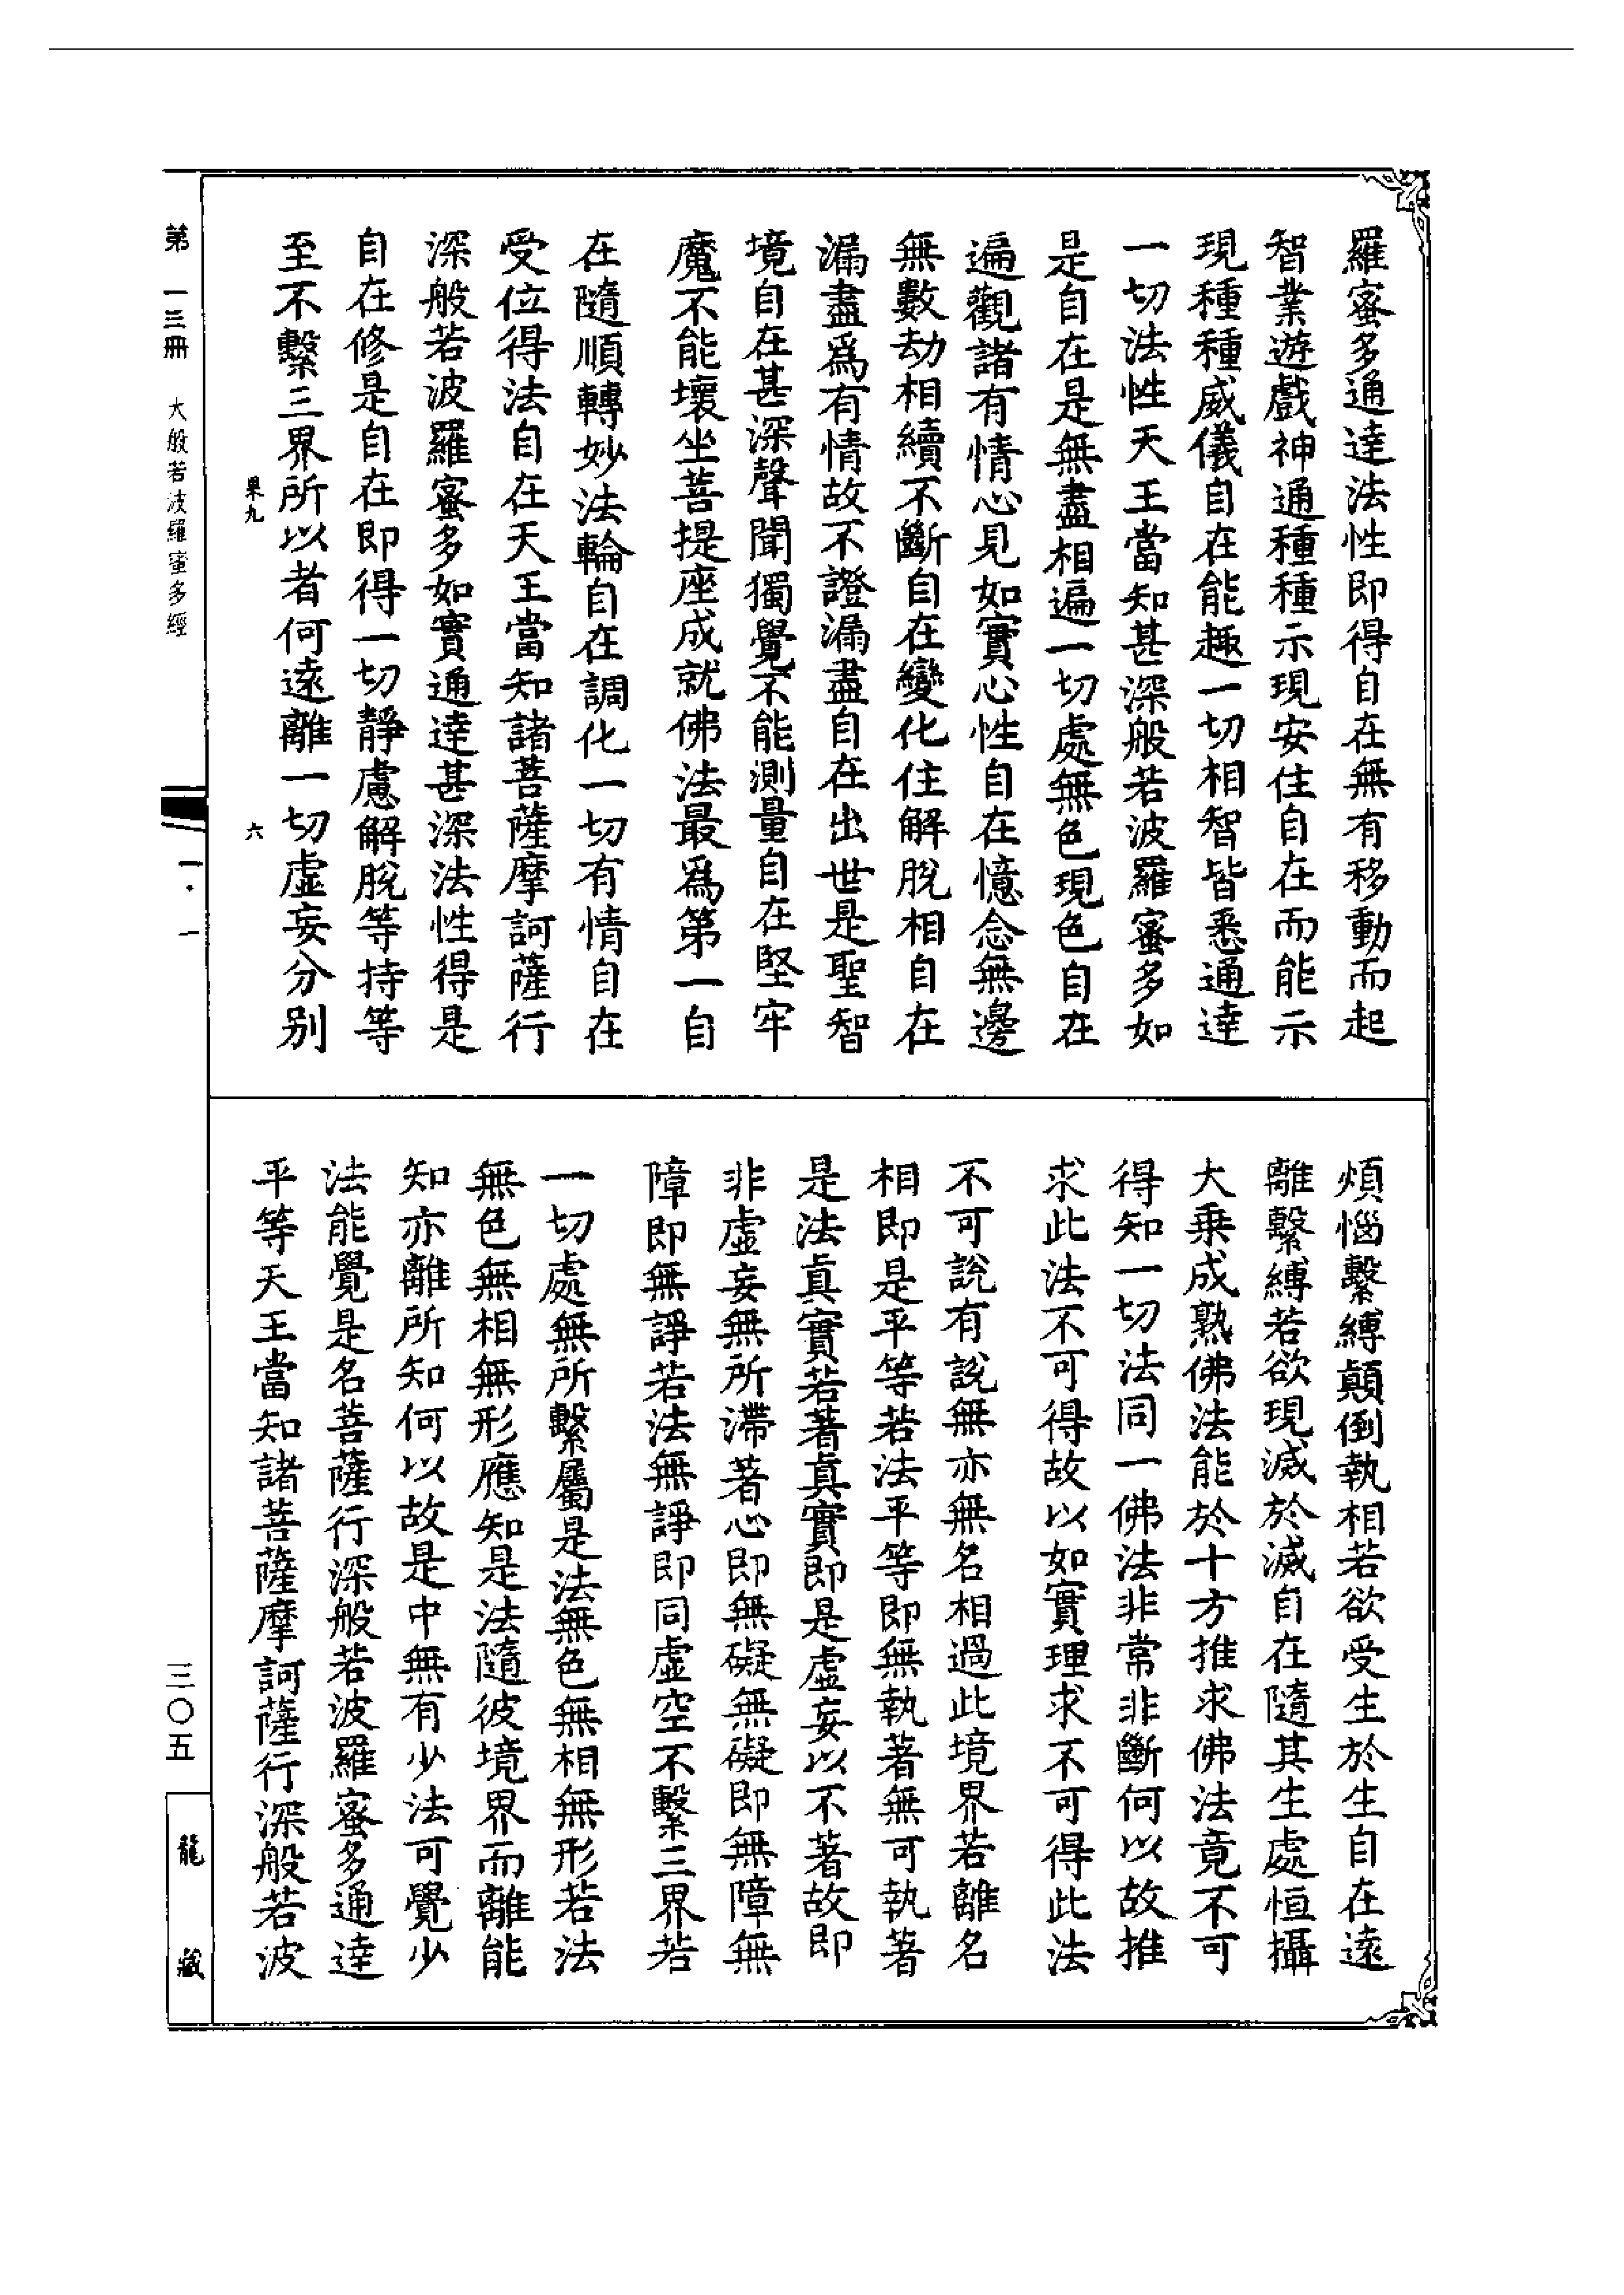 羅蜜多通達法性即得自在無有移動而起
智業遊戲神通種種示現安住自在而能示
現種種威儀自在能趣一切相智皆悉通達
一切法性天王當知甚深般若波羅蜜多如
是自在是無盡相遍一切處無色現色自在
遍觀諸有情心見如實心性自在憶念無邊
無數劫相續不斷自在變化住解脫相自在
漏盡爲有情故不證漏盡自在出世是聖智
境自在甚深聲聞獨覺不能測量自在堅牢
魔不能壞坐菩提座成就佛法最爲第一自
在隨順轉妙法輪自在調化一切有情自在
受位得法自在天王當知諸菩薩摩訶薩行
深般若波羅蜜多如實通達甚深法性得是
自在修是自在即得一切靜慮解脫等持等
至不繫三界所以者何遠離一切虛妄分別
果九
六
煩惱繫縛顛倒執相若欲受生於生自在遠
離繫縛若欲現滅於滅自在隨其生處恒攝
大乗成熟佛法能於十方推求佛法竟不可
得知一切法同一佛法非常非斷何以故推
求此法不可得故以如實理求不可得此法
不可說有說無亦無名相過此境界若離名
相即是平等若法平等即無執著無可執著
是法眞實若著眞實即是虛妄以不著故即
非虛妄無所滯著心即無礙無礙即無障無
障即無諍若法無諍即同虛空不繫三界若
一切處無所繫屬是法無色無相無形若法
無色無相無形應知是法隨彼境界而離能
知亦離所知何以故是中無有少法可覺少
法能覺是名菩薩行深般若波羅蜜多通達
平等天王當知諸菩薩摩訶薩行深般若波
第一三冊 大般若波羅蜜多經
一·一
三〇五
龍藏